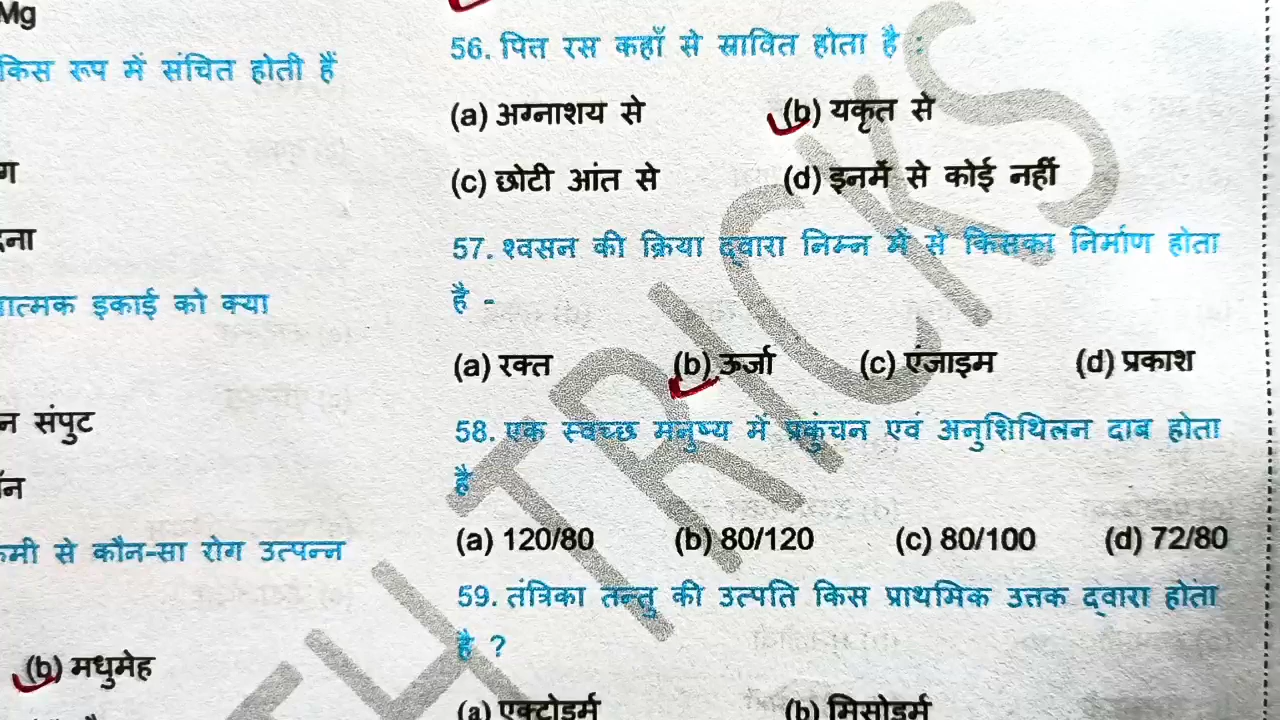 Mg
किस रूप में संचित होती हैं
ग
दना
गात्मक इकाई को क्या
न संपुट
ॉन
कमी से कौन-सा रोग उत्पन्न
(b) मधुमेह
56. पित्त रस कहाँ से स्रावित होता है :
(a) अग्नाशय से (b) यकृत से
(c) छोटी आंत से (d) इनमें से कोई नहीं
57. श्वसन की क्रिया द्वारा निम्न में से किसका निर्माण होता
है -
(a) रक्त (b) ऊर्जा (c) एंजाइम (d) प्रकाश
58. एक स्वच्छ मनुष्य में प्रकुंचन एवं अनुशिथिलन दाब होता
है
(a) 120/80 (b) 80/120 (c) 80/100 (d) 72/80
59. तंत्रिका तन्तु की उत्पति किस प्राथमिक उत्तक द्वारा होता
है ?
(a) एक्टोडर्म (b) मिसोडर्म
TRICKS